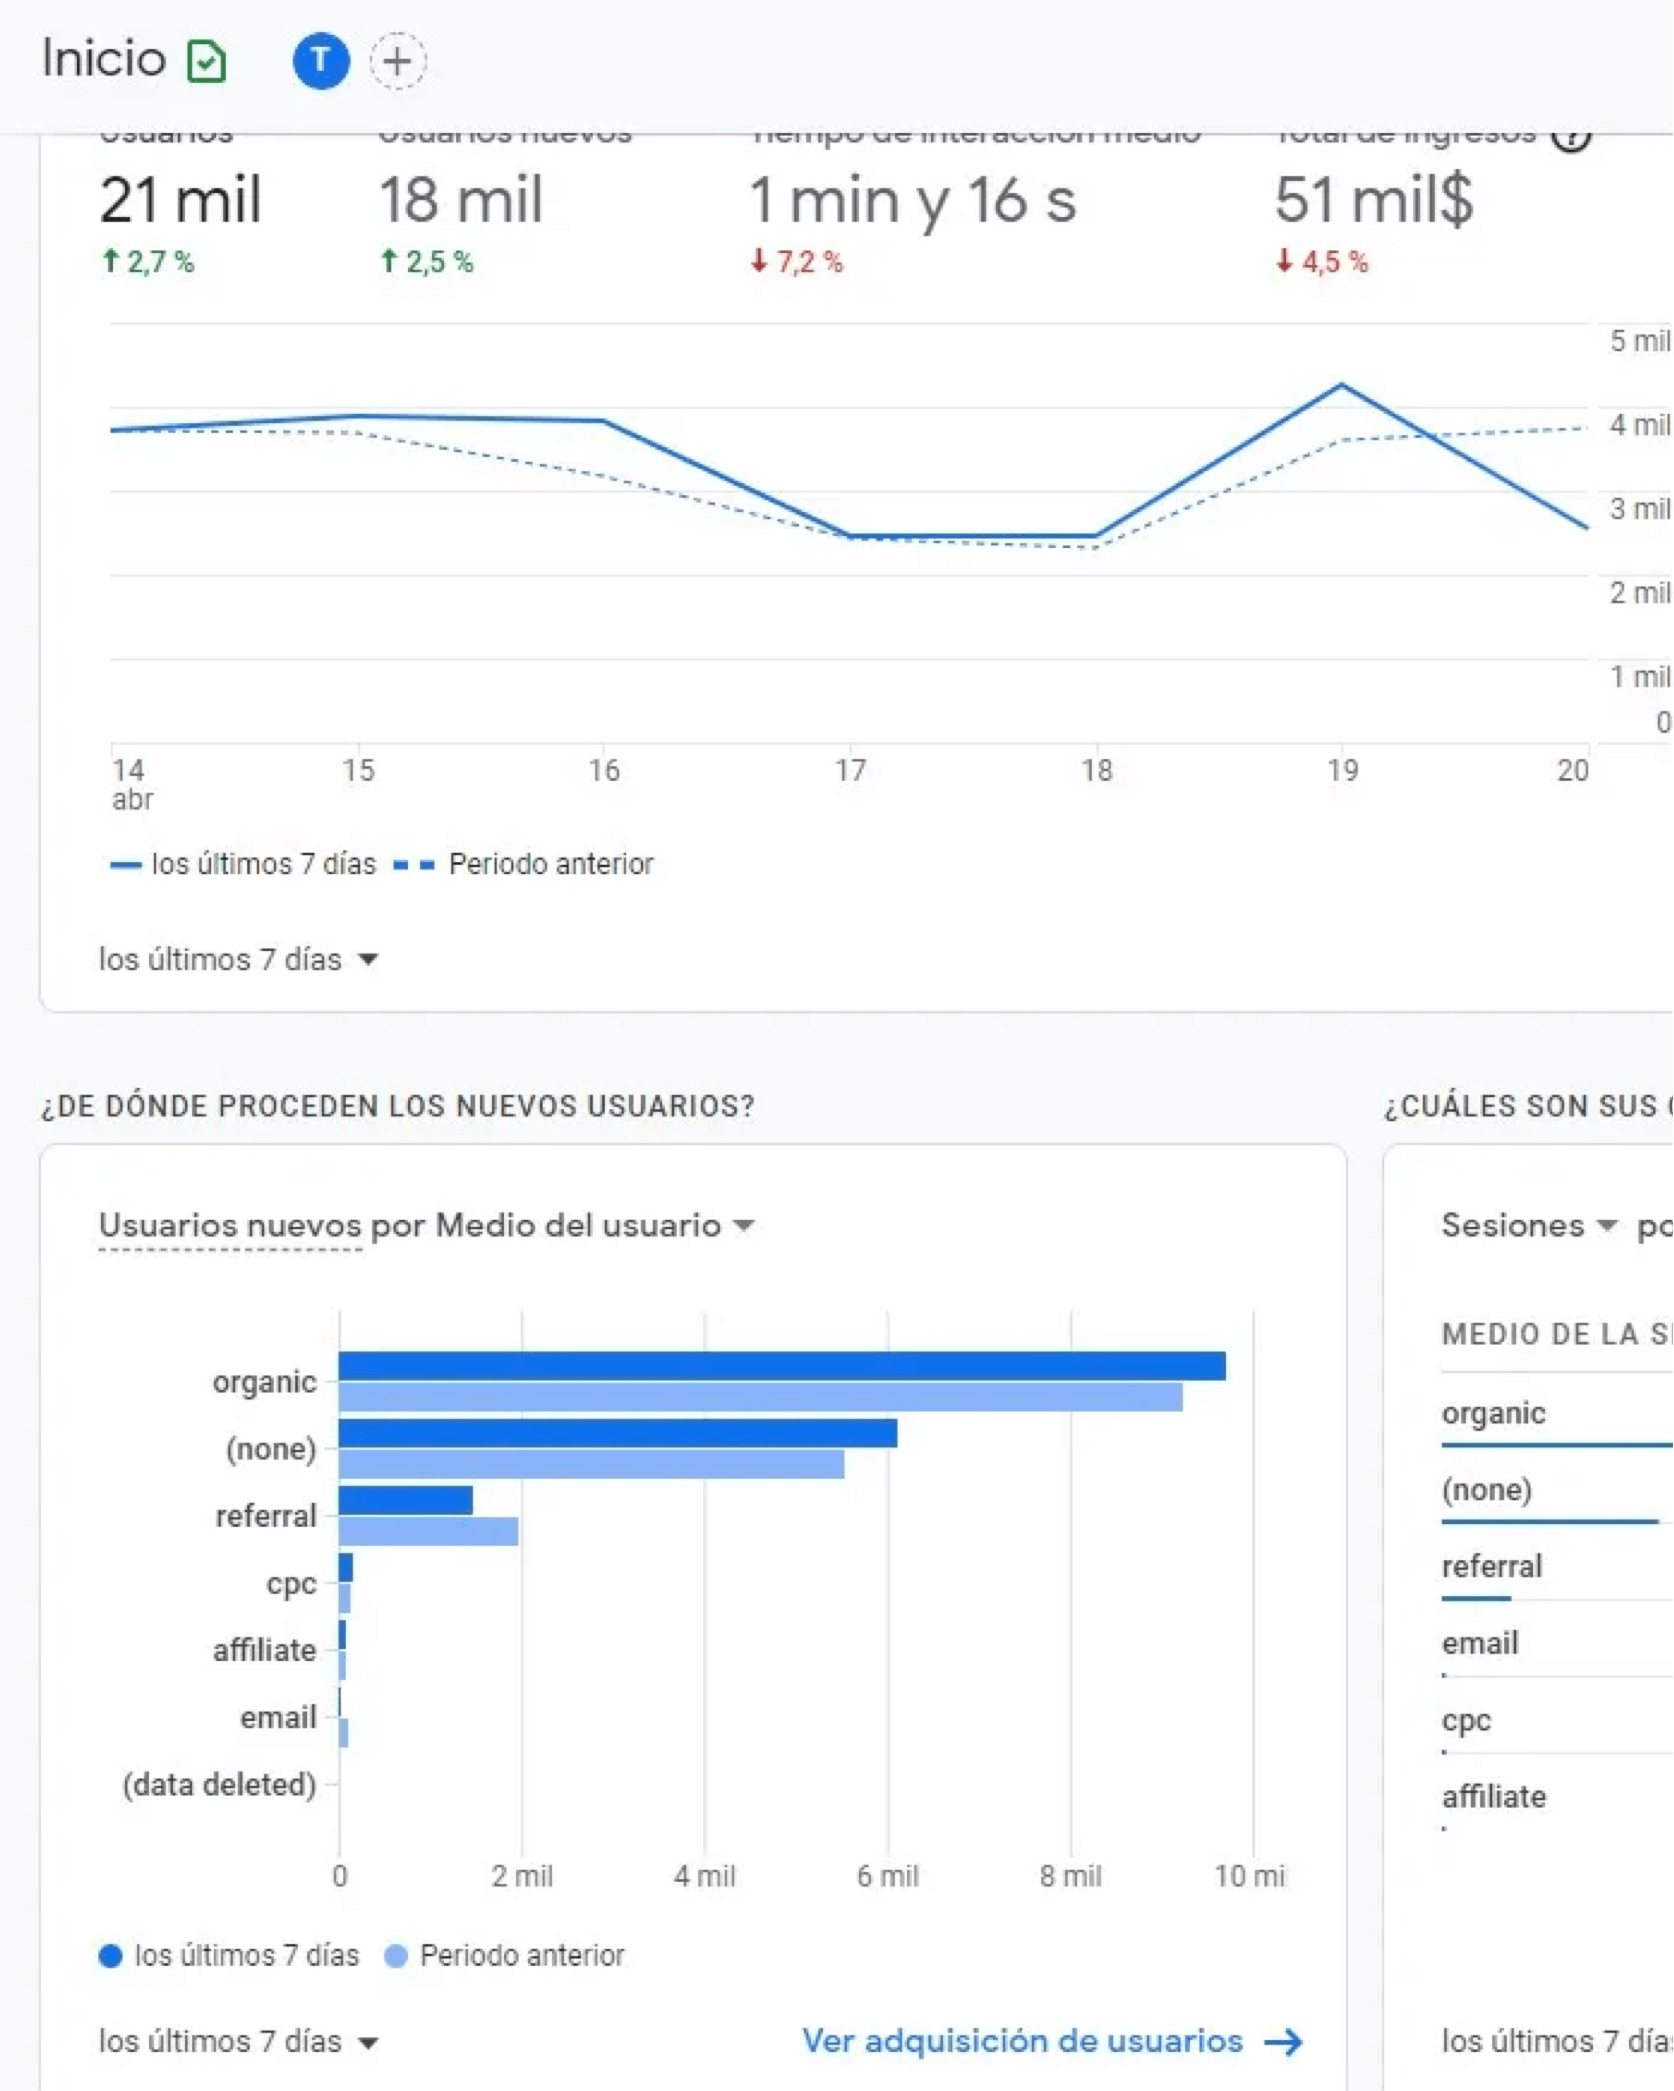 Inicio T +
Usuarios Usuarios nuevos Tiempo de interacción medio Total de ingresos ?
21 mil 18 mil 1 min y 16 s 51 mil$
↑ 2,7 % ↑ 2,5 % ↓ 7,2 % ↓ 4,5 %
5 mil
4 mil
3 mil
2 mil
1 mil
0
14 15 16 17 18 19 20
abr
los últimos 7 días Periodo anterior
los últimos 7 días
¿DE DÓNDE PROCEDEN LOS NUEVOS USUARIOS?
Usuarios nuevos por Medio del usuario
organic
(none)
referral
cpc
affiliate
email
(data deleted)
0 2 mil 4 mil 6 mil 8 mil 10 mi
los últimos 7 días Periodo anterior
los últimos 7 días Ver adquisición de usuarios →
¿CUÁLES SON SUS
Sesiones po
MEDIO DE LA S
organic
(none)
referral
email
cpc
affiliate
los últimos 7 días